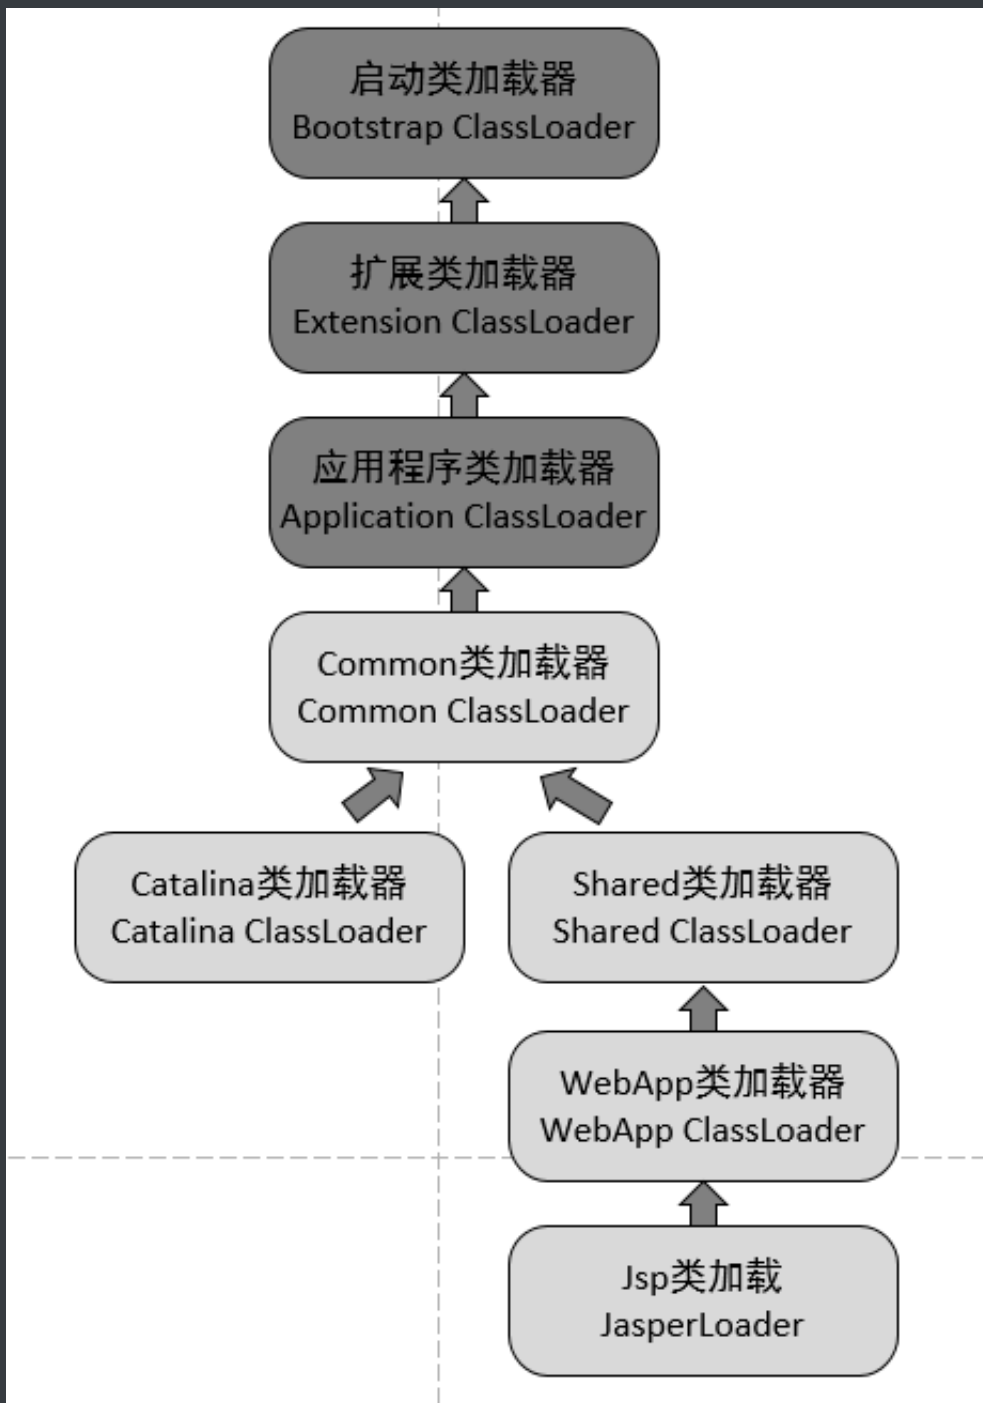 启动类加载器
Bootstrap ClassLoader
扩展类加载器
Extension ClassLoader
应用程序类加载器
Application ClassLoader
Common类加载器
Common ClassLoader
Catalina类加载器
Catalina ClassLoader
Shared类加载器
Shared ClassLoader
WebApp类加载器
WebApp ClassLoader
Jsp类加载
JasperLoader